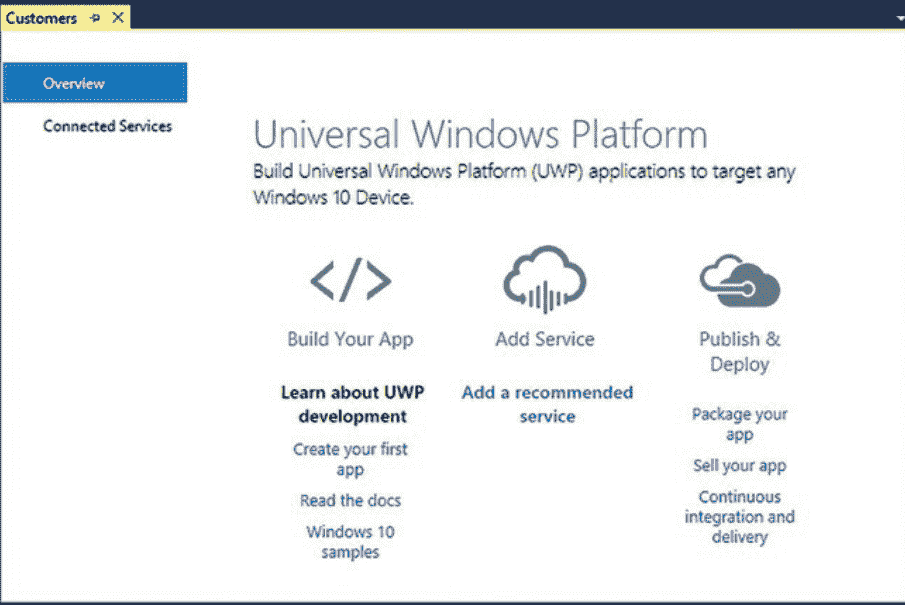 Customers
Overview
Connected Services
Universal Windows Platform
Build Universal Windows Platform (UWP) applications to target any
Windows 10 Device.
Build Your App
Learn about UWP
development
Create your first
app
Read the docs
Windows 10
samples
Add Service
Add a recommended
service
Publish &
Deploy
Package your
app
Sell your app
Continuous
integration and
delivery